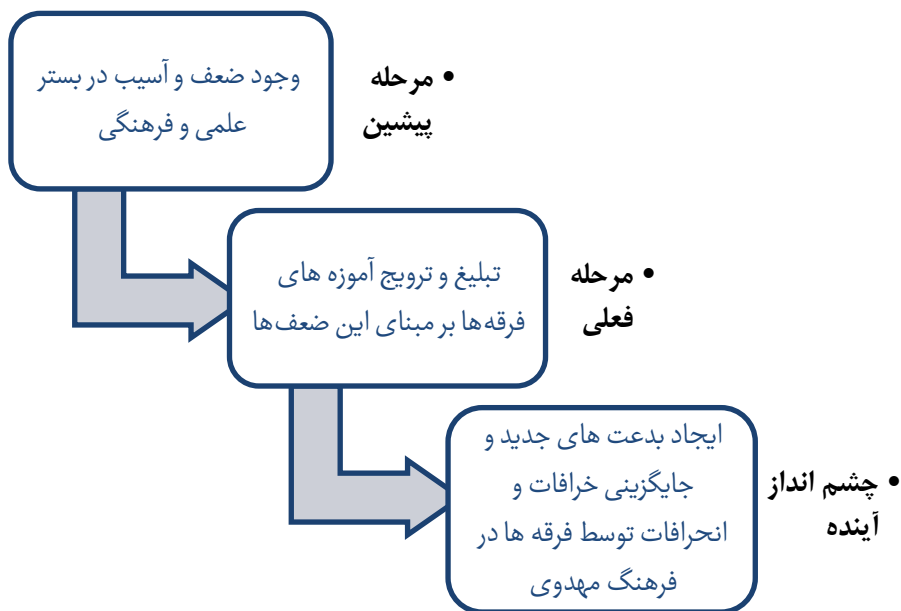 • مرحله
پیشین
وجود ضعف و آسیب در بستر
علمی و فرهنگی
• مرحله
فعلی
تبلیغ و ترویج آموزه های
فرقه‌ها بر مبنای این ضعف‌ها
• چشم انداز
آینده
ایجاد بدعت های جدید و
جایگزینی خرافات و
انحرافات توسط فرقه ها در
فرهنگ مهدوی